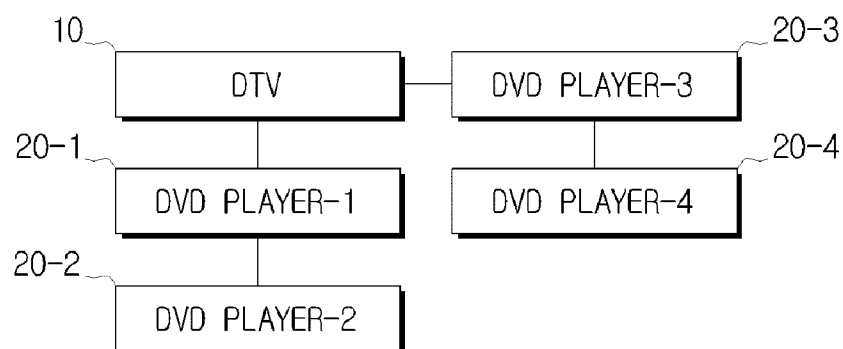 10
DTV
20-3
DVD PLAYER-3
20-1
DVD PLAYER-1
20-4
DVD PLAYER-4
20-2
DVD PLAYER-2